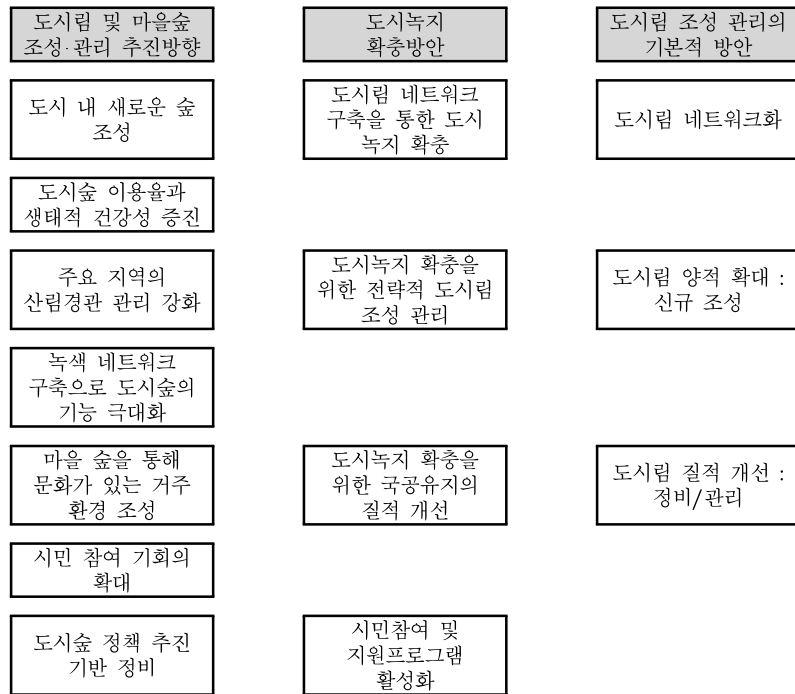 도시림 및 마을숲
조성·관리 추진방향
도시녹지
확충방안
도시림 조성 관리의
기본적 방안
도시 내 새로운 숲
조성
도시림 네트워크
구축을 통한 도시
녹지 확충
도시림 네트워크화
도시숲 이용율과
생태적 건강성 증진
주요 지역의
산림경관 관리 강화
도시녹지 확충을
위한 전략적 도시림
조성 관리
도시림 양적 확대 :
신규 조성
녹색 네트워크
구축으로 도시숲의
기능 극대화
마을 숲을 통해
문화가 있는 거주
환경 조성
도시녹지 확충을
위한 국공유지의
질적 개선
도시림 질적 개선 :
정비/관리
시민 참여 기회의
확대
도시숲 정책 추진
기반 정비
시민참여 및
지원프로그램
활성화